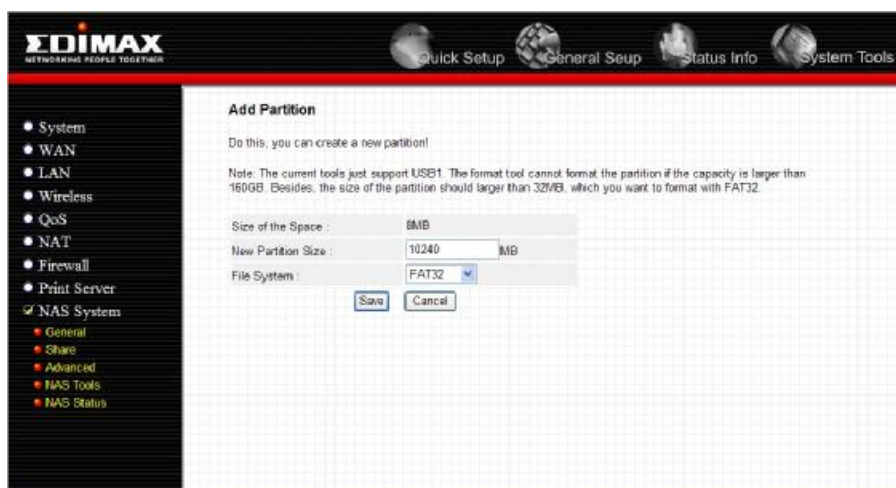 EDIMAX
NETWORKING PEOPLE TOGETHER
Quick Setup
General Seup
Status Info
System Tools
System
WAN
LAN
Wireless
QoS
NAT
Firewall
Print Server
NAS System
General
Share
Advanced
NAS Tools
NAS Status
Add Partition
Do this, you can create a new partition!
Note: The current tools just support USB1. The format tool cannot format the partition if the capacity is larger than
160GB. Besides, the size of the partition should larger than 32MB, which you want to format with FAT32.
Size of the Space : 8MB
New Partition Size : 10240 MB
File System : FAT32
Save Cancel